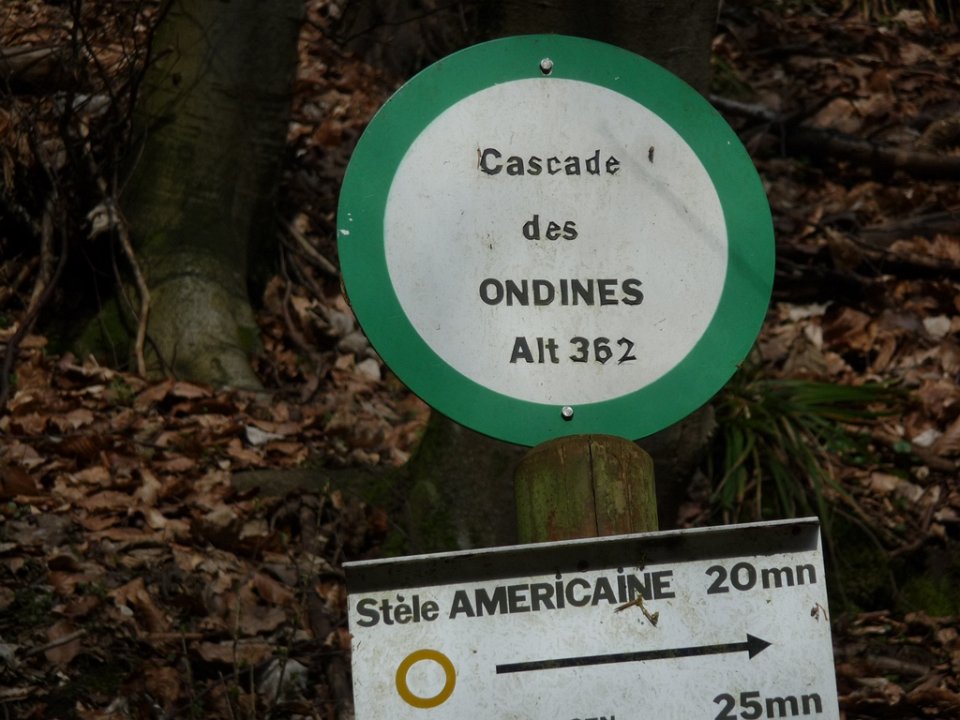 Cascade
des
ONDINES
Alt 362
Stèle AMERiCAiNE 20mn
25mn